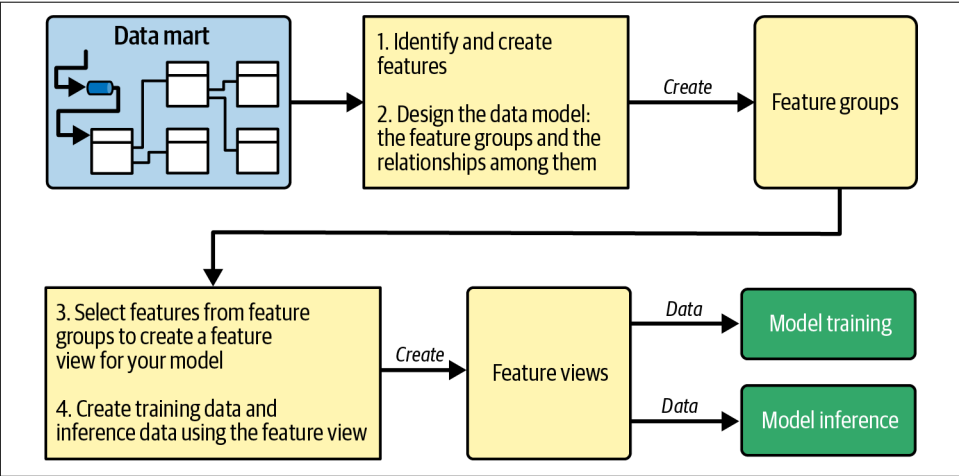 Data mart
1. Identify and create
features
2. Design the data model:
the feature groups and the
relationships among them
Create
Feature groups
3. Select features from feature
groups to create a feature
view for your model
4. Create training data and
inference data using the feature view
Create
Feature views
Data
Model training
Data
Model inference